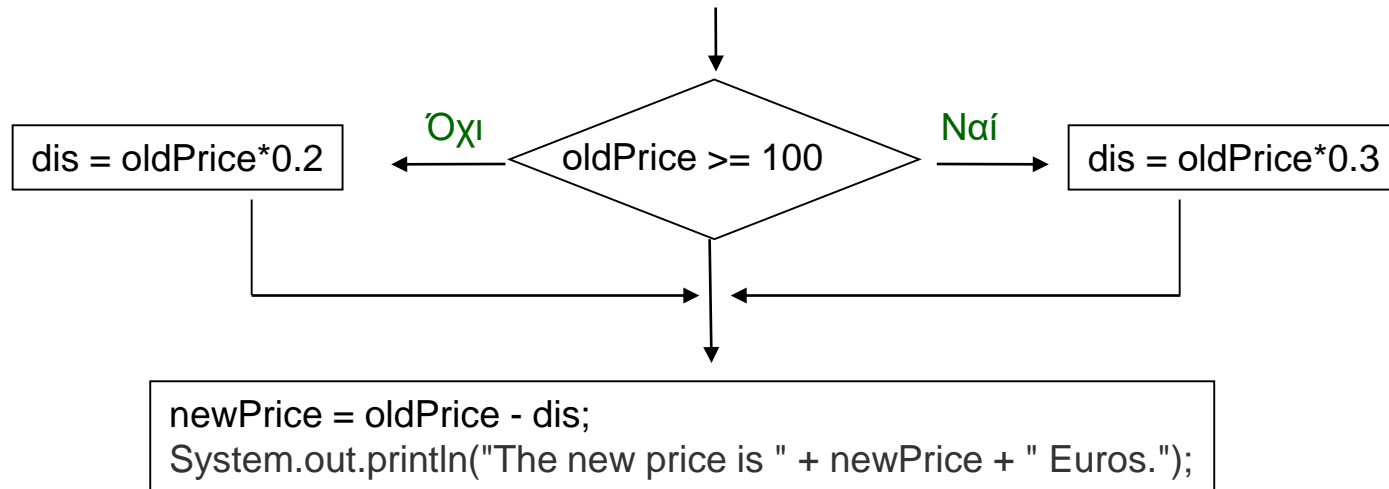 Όχι
Ναί
dis = oldPrice*0.2
oldPrice >= 100
dis = oldPrice*0.3
newPrice = oldPrice - dis;
System.out.println("The new price is " + newPrice + " Euros.");